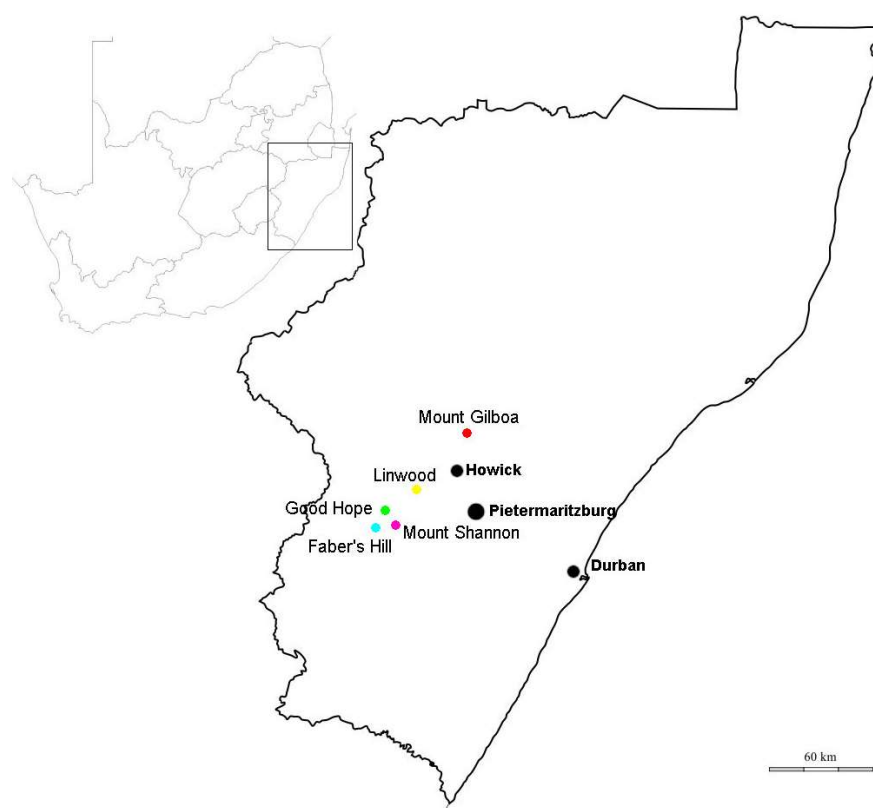 Mount Gilboa
Howick
Linwood
Good Hope
Pietermaritzburg
Mount Shannon
Faber's Hill
Durban
60 km